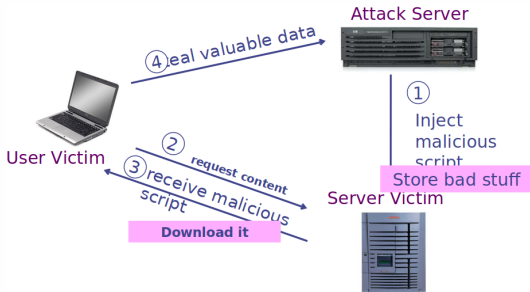 Attack Server
④ eal valuable data
①
Inject
malicious
script
Store bad stuff
User Victim
②
request content
③ receive malicious
script
Download it
Server Victim